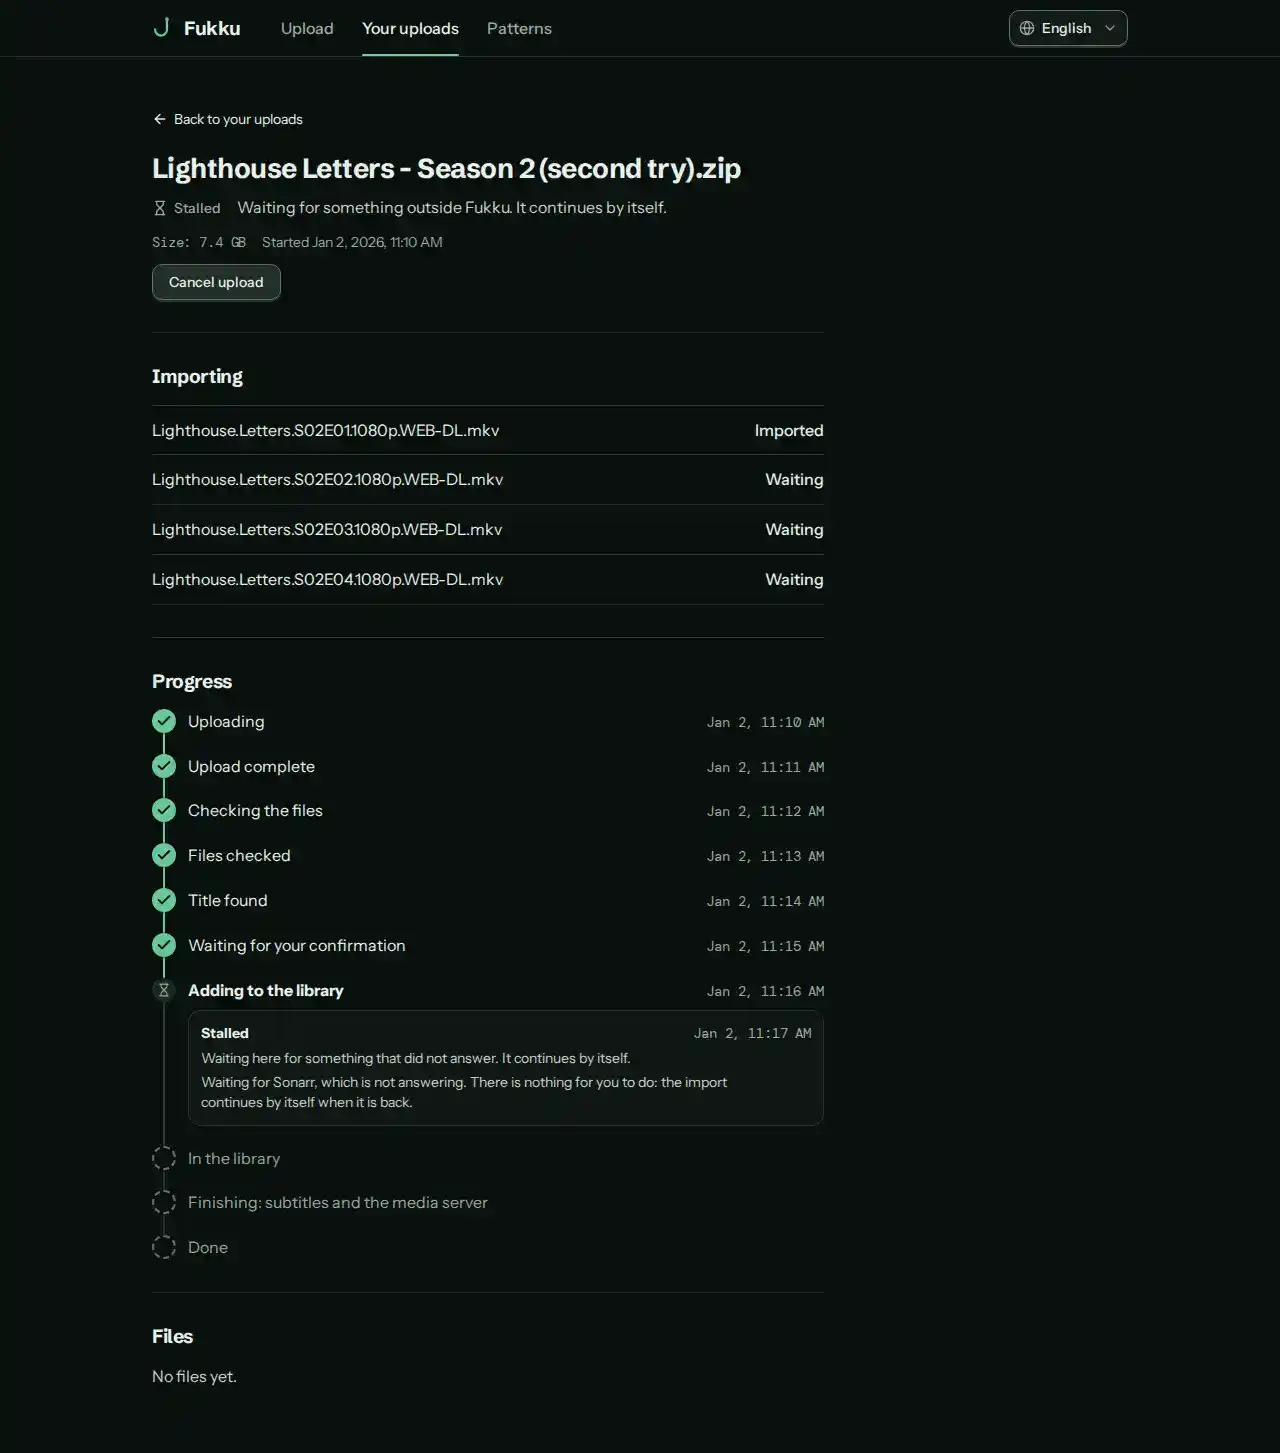 Fukku
Upload
Your uploads
Patterns
English
Back to your uploads
Lighthouse Letters - Season 2 (second try).zip
Stalled Waiting for something outside Fukku. It continues by itself.
Size: 7.4 GB Started Jan 2, 2026, 11:10 AM
Cancel upload
Importing
Lighthouse.Letters.S02E01.1080p.WEB-DL.mkv Imported
Lighthouse.Letters.S02E02.1080p.WEB-DL.mkv Waiting
Lighthouse.Letters.S02E03.1080p.WEB-DL.mkv Waiting
Lighthouse.Letters.S02E04.1080p.WEB-DL.mkv Waiting
Progress
Uploading Jan 2, 11:10 AM
Upload complete Jan 2, 11:11 AM
Checking the files Jan 2, 11:12 AM
Files checked Jan 2, 11:13 AM
Title found Jan 2, 11:14 AM
Waiting for your confirmation Jan 2, 11:15 AM
Adding to the library Jan 2, 11:16 AM
Stalled Jan 2, 11:17 AM
Waiting here for something that did not answer. It continues by itself.
Waiting for Sonarr, which is not answering. There is nothing for you to do: the import
continues by itself when it is back.
In the library
Finishing: subtitles and the media server
Done
Files
No files yet.